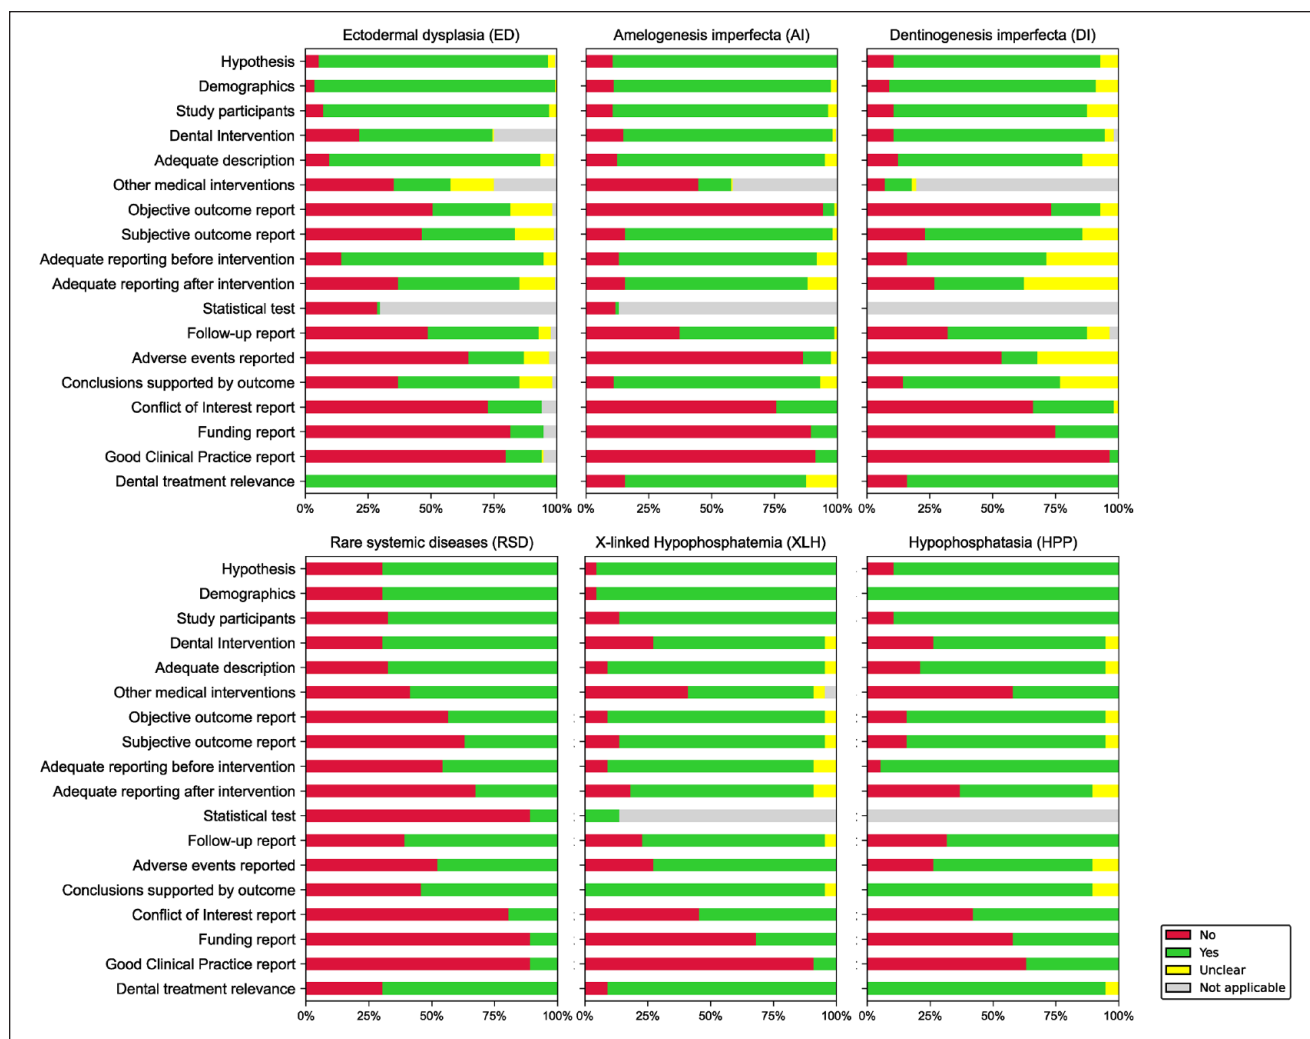 Ectodermal dysplasia (ED) Amelogenesis imperfecta (AI) Dentinogenesis imperfecta (DI)
Hypothesis
Demographics
Study participants
Dental Intervention
Adequate description
Other medical interventions
Objective outcome report
Subjective outcome report
Adequate reporting before intervention
Adequate reporting after intervention
Statistical test
Follow-up report
Adverse events reported
Conclusions supported by outcome
Conflict of Interest report
Funding report
Good Clinical Practice report
Dental treatment relevance
0% 25% 50% 75% 100% 0% 25% 50% 75% 100% 0% 25% 50% 75% 100%
Rare systemic diseases (RSD) X-linked Hypophosphatemia (XLH) Hypophosphatasia (HPP)
Hypothesis
Demographics
Study participants
Dental Intervention
Adequate description
Other medical interventions
Objective outcome report
Subjective outcome report
Adequate reporting before intervention
Adequate reporting after intervention
Statistical test
Follow-up report
Adverse events reported
Conclusions supported by outcome
Conflict of Interest report
Funding report
Good Clinical Practice report
Dental treatment relevance
0% 25% 50% 75% 100% 0% 25% 50% 75% 100% 0% 25% 50% 75% 100%
No
Yes
Unclear
Not applicable